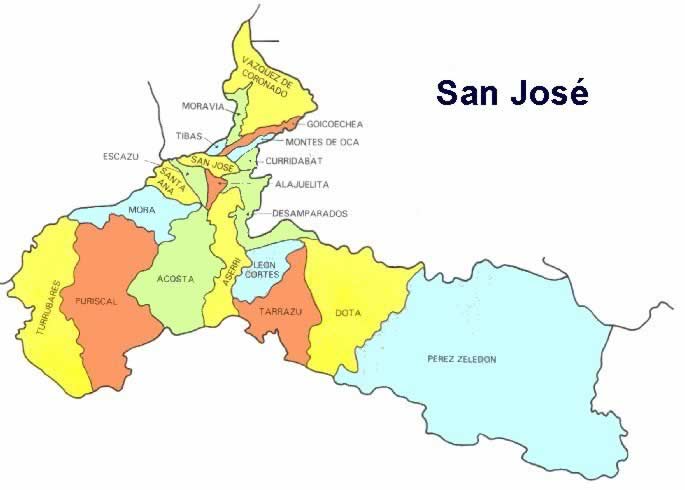 San José
VAZQUEZ DE
CORONADO
MORAVIA
GOICOECHEA
TIBAS
MONTES DE OCA
ESCAZU
SAN JOSE
CURRIDABAT
SANTA
ANA
ALAJUELITA
MORA
DESAMPARADOS
ACOSTA
ASERRI
LEON
CORTES
TURRUBARES
PURISCAL
TARRAZU
DOTA
PEREZ ZELEDON